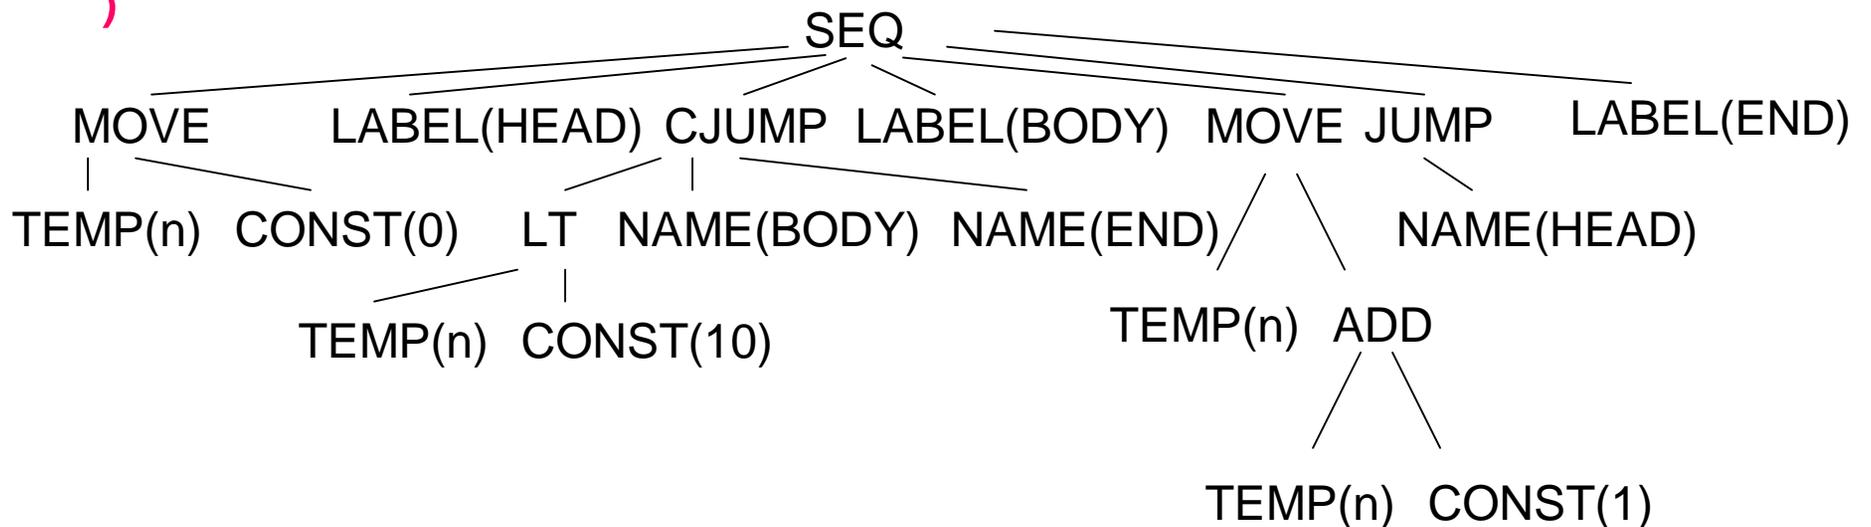 )
SEQ
MOVE LABEL(HEAD) CJUMP LABEL(BODY) MOVE JUMP LABEL(END)
TEMP(n) CONST(0) LT NAME(BODY) NAME(END) NAME(HEAD)
TEMP(n) CONST(10) TEMP(n) ADD
TEMP(n) CONST(1)